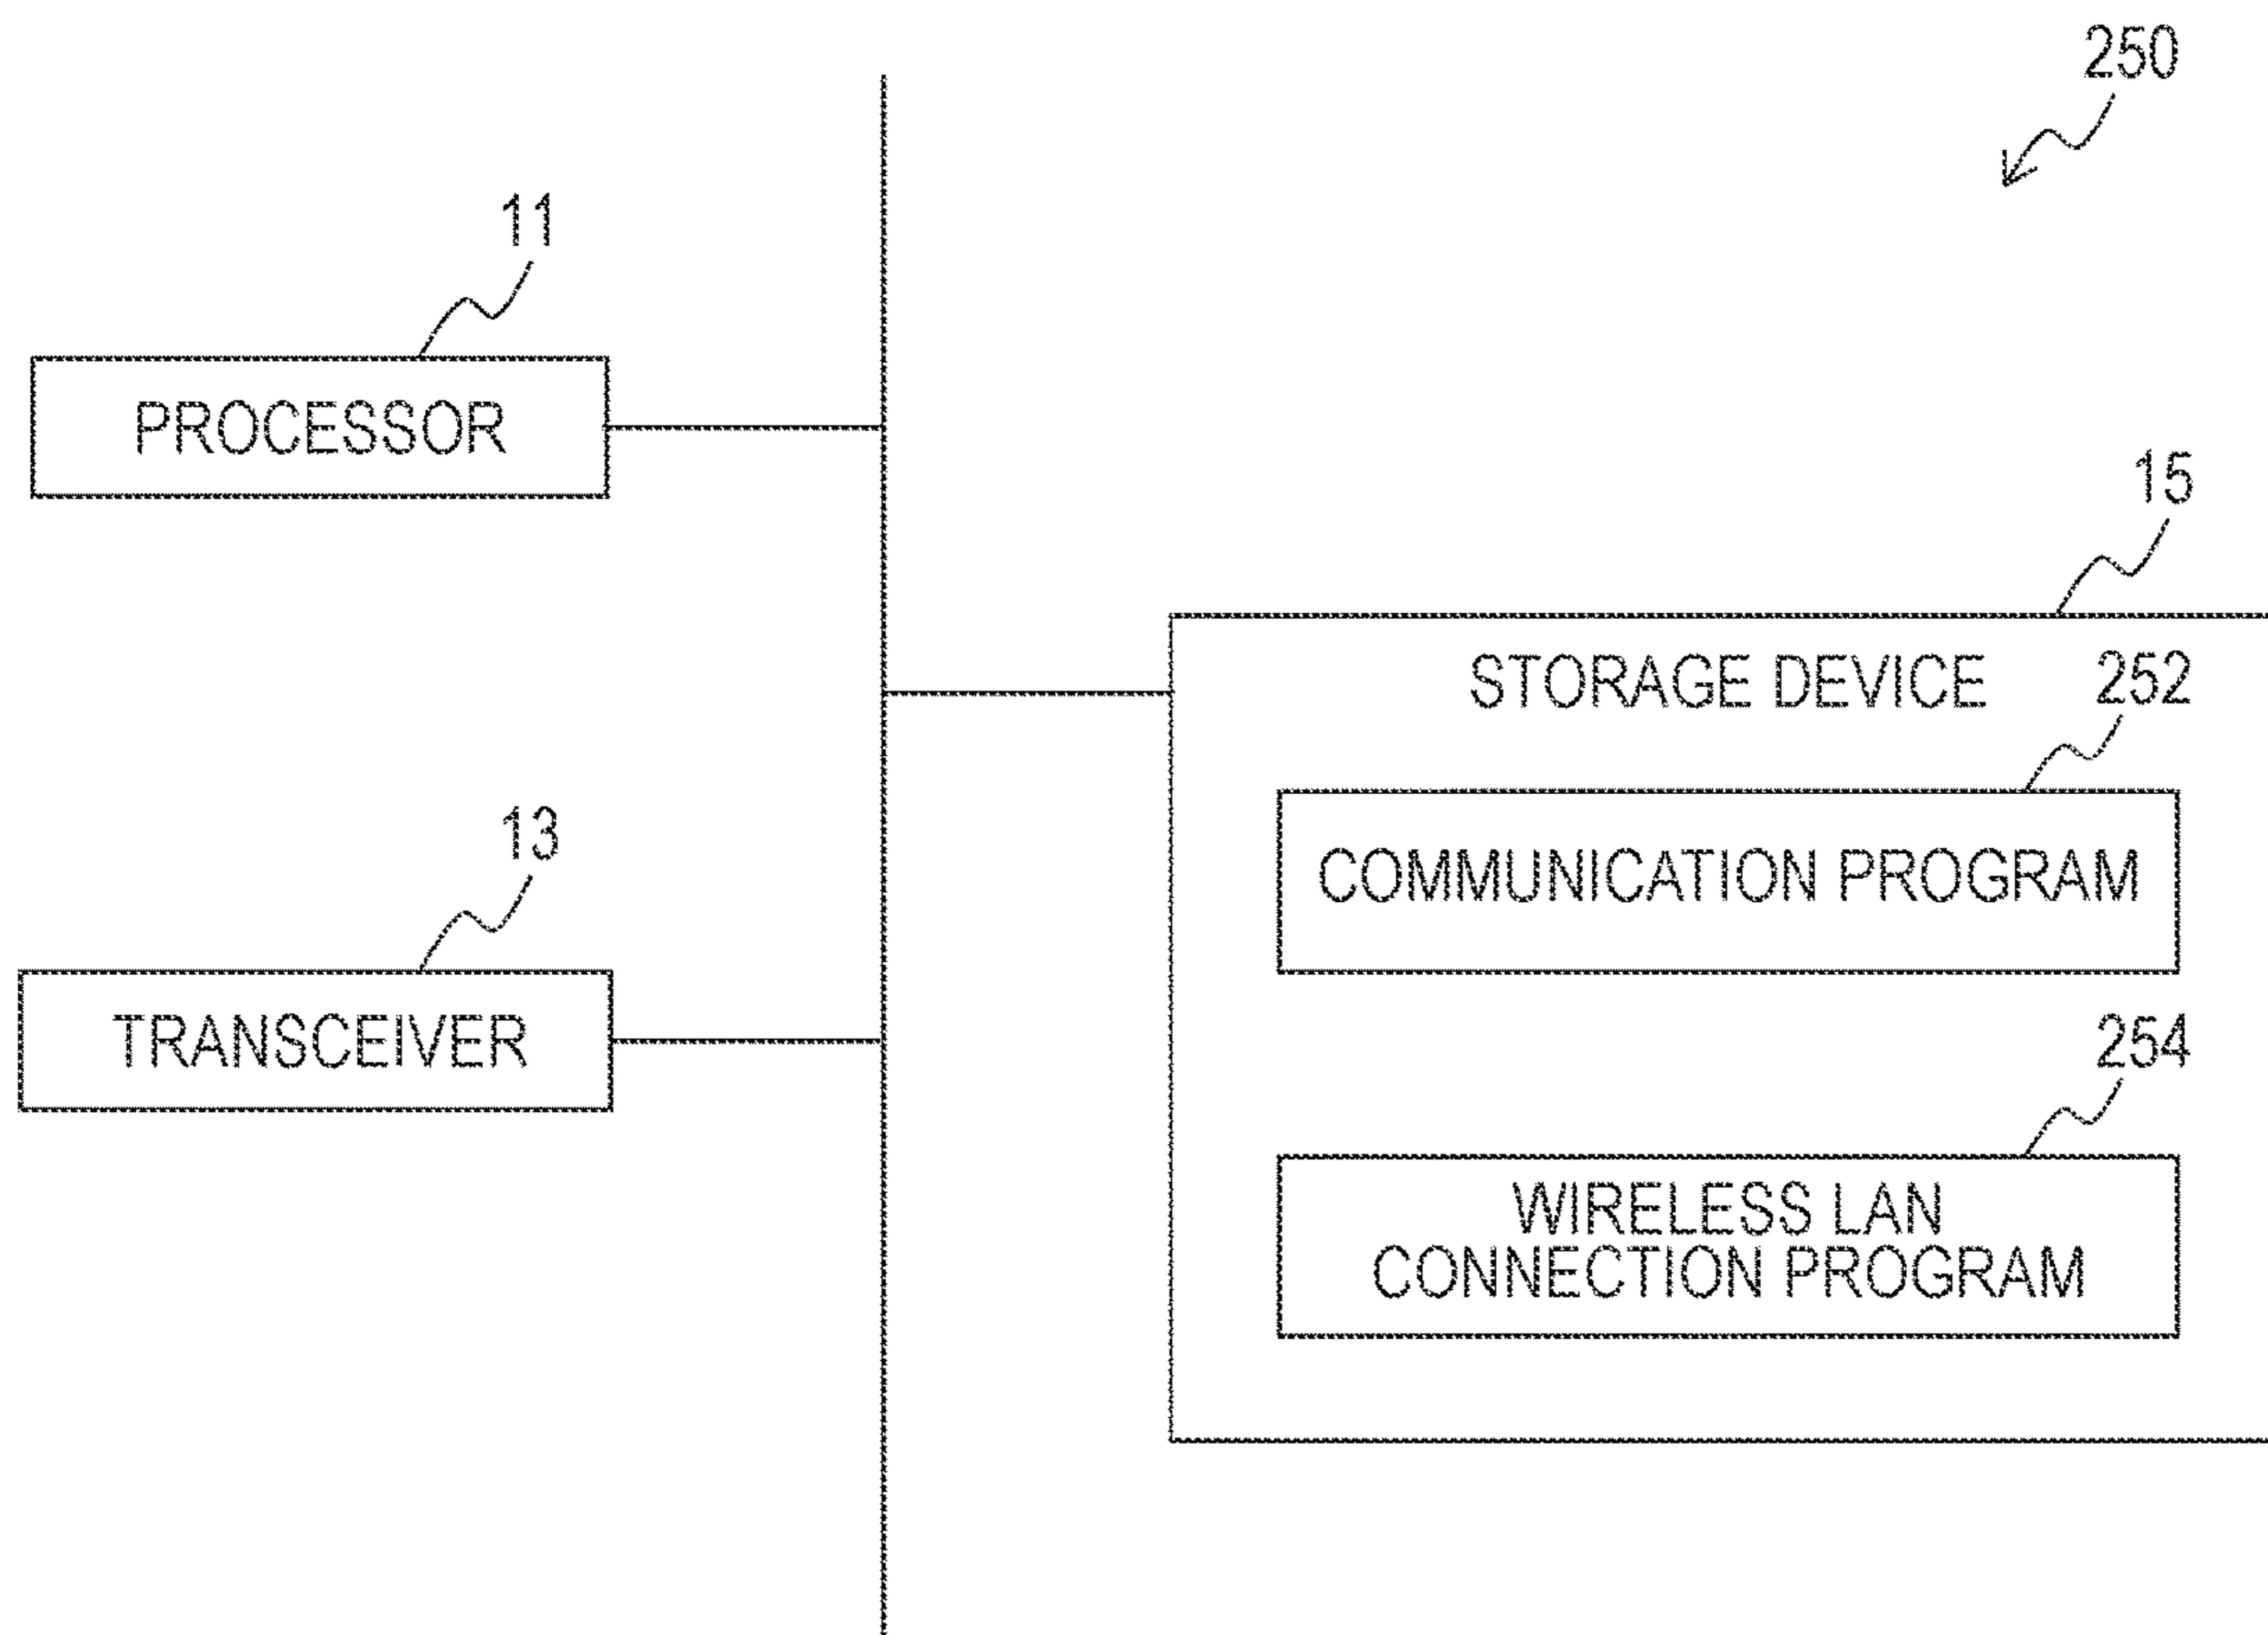 250
11
PROCESSOR
15
STORAGE DEVICE
252
COMMUNICATION PROGRAM
13
TRANSCEIVER
254
WIRELESS LAN
CONNECTION PROGRAM